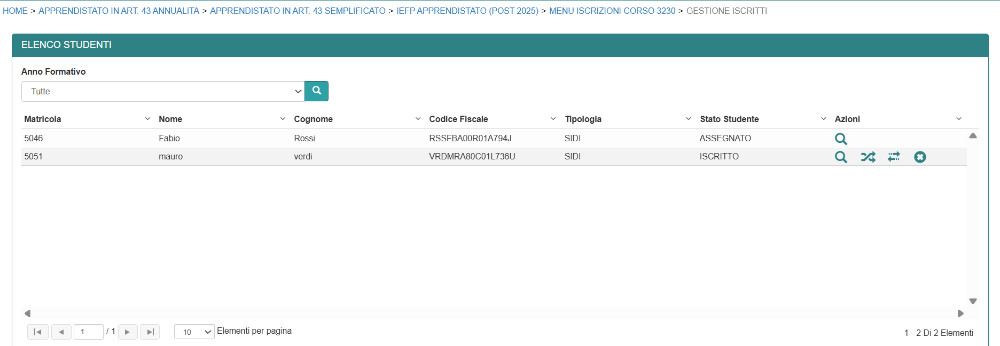 HOME > APPRENDISTATO IN ART. 43 ANNUALITA > APPRENDISTATO IN ART. 43 SEMPLIFICATO > IEFP APPRENDISTATO (POST 2025) > MENU ISCRIZIONI CORSO 3230 > GESTIONE ISCRITTI
ELENCO STUDENTI
Anno Formativo
Tutte
Matricola Nome Cognome Codice Fiscale Tipologia Stato Studente Azioni
5046 Fabio Rossi RSSFBA00R01A794J SIDI ASSEGNATO
5051 mauro verdi VRDMRA80C01L736U SIDI ISCRITTO
1 / 1 10 Elementi per pagina
1 - 2 Di 2 Elementi